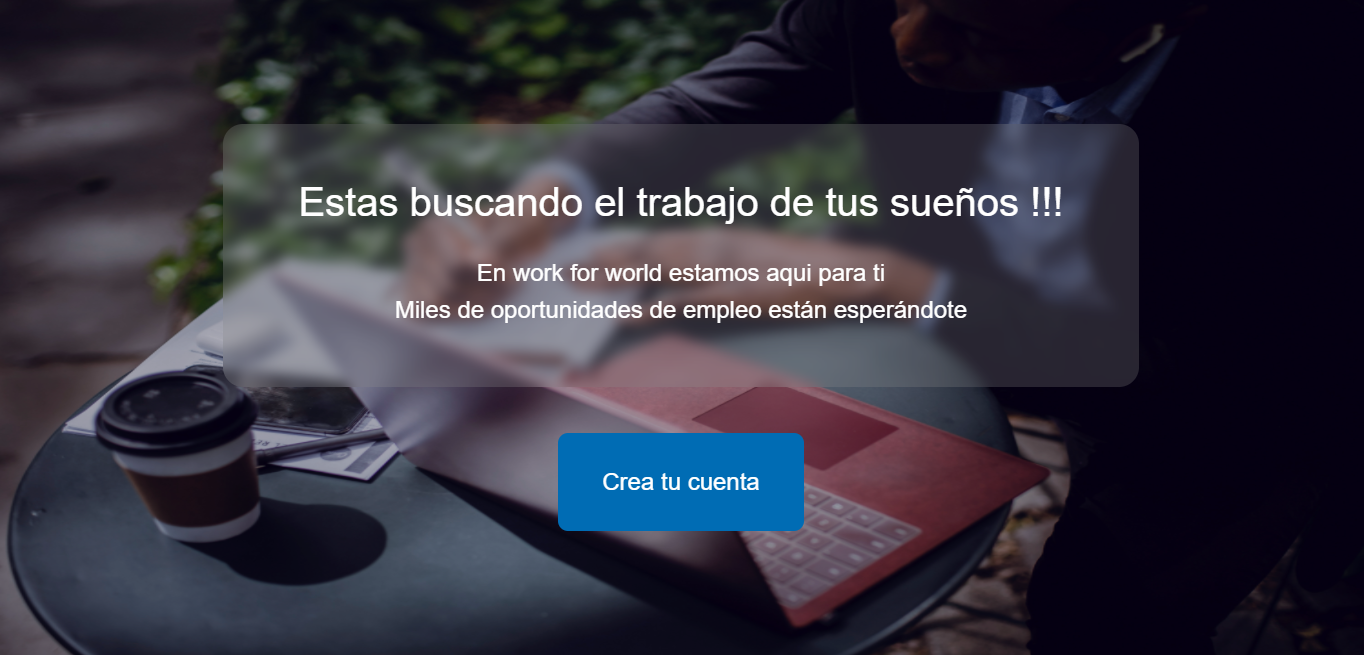 Estas buscando el trabajo de tus sueños !!!
En work for world estamos aqui para ti
Miles de oportunidades de empleo están esperándote
Crea tu cuenta